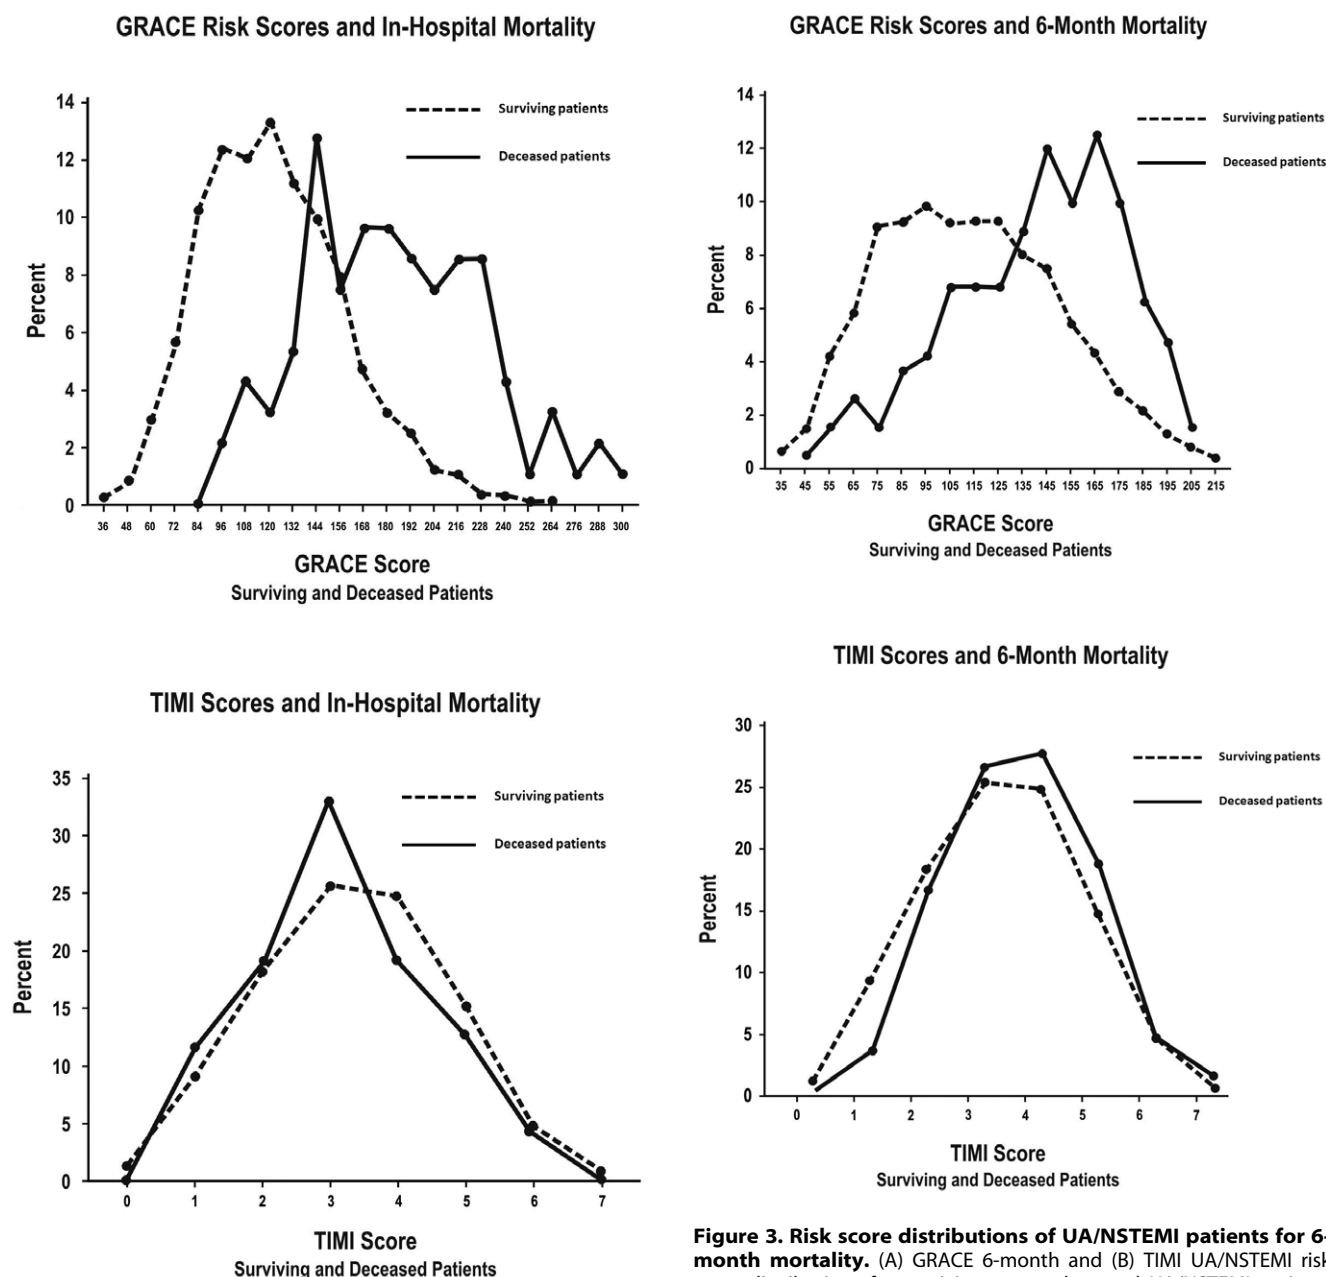 GRACE Risk Scores and In-Hospital Mortality
14
12
10
8
6
4
2
0
Percent
Surviving patients
Deceased patients
36 48 60 72 84 96 108 120 132 144 156 168 180 192 204 216 228 240 252 264 276 288 300
GRACE Score
Surviving and Deceased Patients
GRACE Risk Scores and 6-Month Mortality
14
12
10
8
6
4
2
0
Percent
Surviving patients
Deceased patients
35 45 55 65 75 85 95 105 115 125 135 145 155 165 175 185 195 205 215
GRACE Score
Surviving and Deceased Patients
TIMI Scores and In-Hospital Mortality
35
30
25
20
15
10
5
0
Percent
Surviving patients
Deceased patients
0 1 2 3 4 5 6 7
TIMI Score
Surviving and Deceased Patients
TIMI Scores and 6-Month Mortality
30
25
20
15
10
5
0
Percent
Surviving patients
Deceased patients
0 1 2 3 4 5 6 7
TIMI Score
Surviving and Deceased Patients
Figure 3. Risk score distributions of UA/NSTEMI patients for 6-
month mortality. (A) GRACE 6-month and (B) TIMI UA/NSTEMI risk